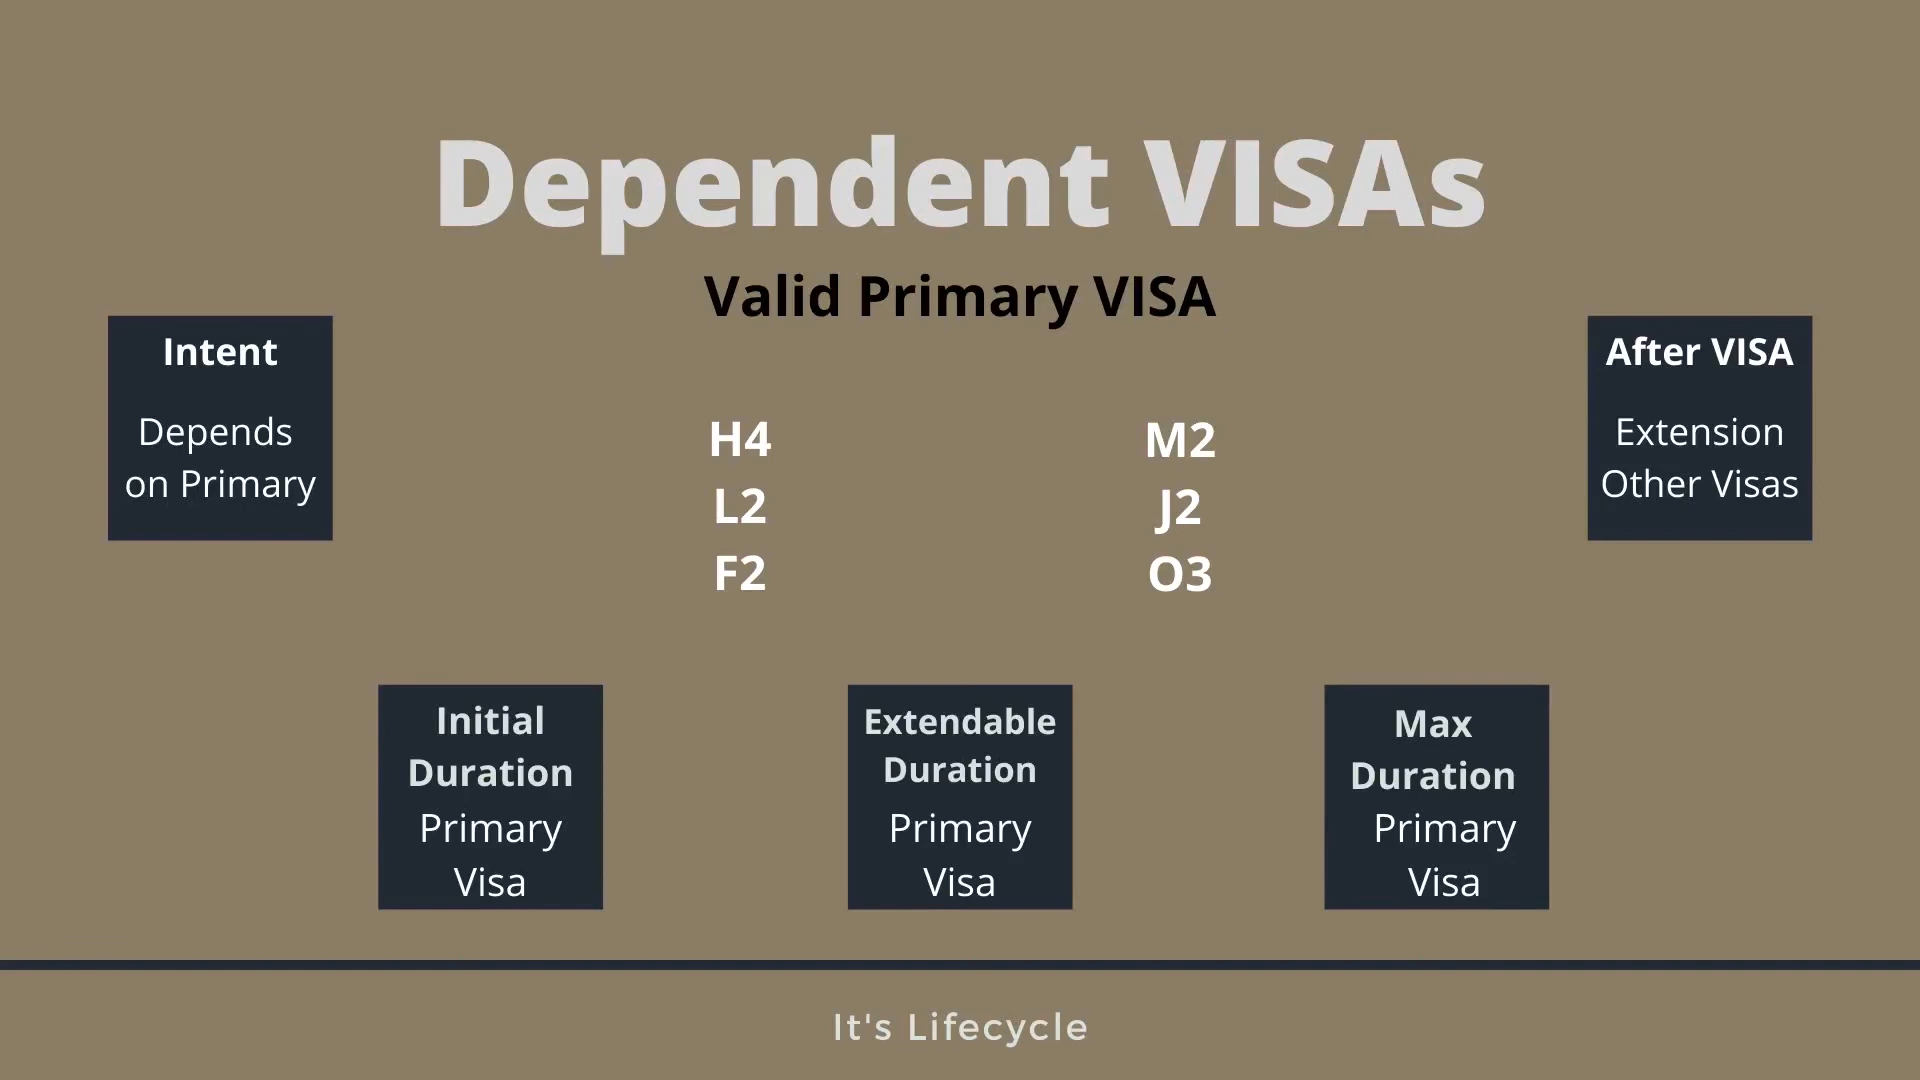 Dependent VISAs
Valid Primary VISA
Intent
Depends
on Primary
H4
L2
F2
M2
J2
O3
After VISA
Extension
Other Visas
Initial
Duration
Primary
Visa
Extendable
Duration
Primary
Visa
Max
Duration
Primary
Visa
It's Lifecycle